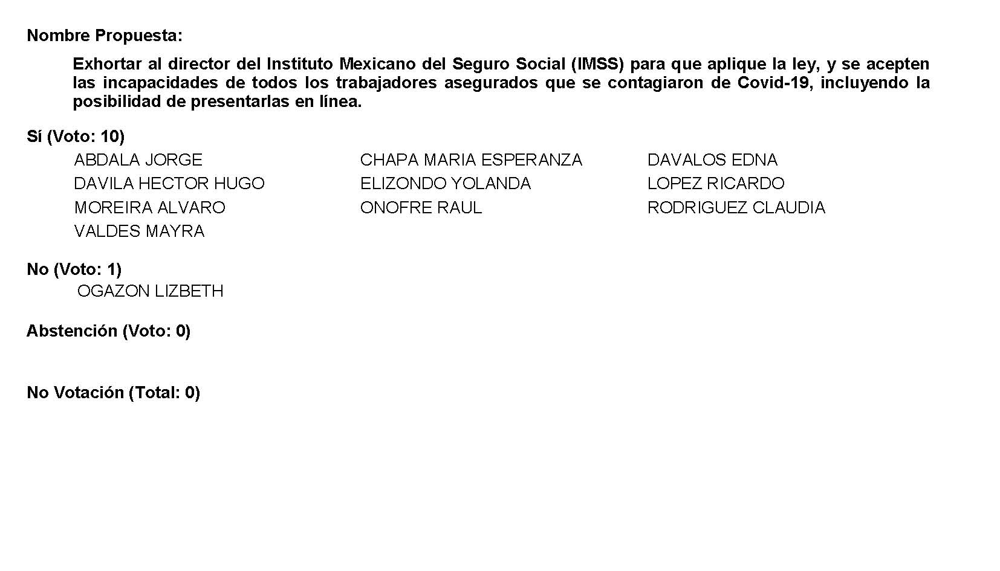 Nombre Propuesta:
Exhortar al director del Instituto Mexicano del Seguro Social (IMSS) para que aplique la ley, y se acepten
las incapacidades de todos los trabajadores asegurados que se contagiaron de Covid-19, incluyendo la
posibilidad de presentarlas en línea.
Sí (Voto: 10)
ABDALA JORGE CHAPA MARIA ESPERANZA DAVALOS EDNA
DAVILA HECTOR HUGO ELIZONDO YOLANDA LOPEZ RICARDO
MOREIRA ALVARO ONOFRE RAUL RODRIGUEZ CLAUDIA
VALDES MAYRA
No (Voto: 1)
OGAZON LIZBETH
Abstención (Voto: 0)
No Votación (Total: 0)